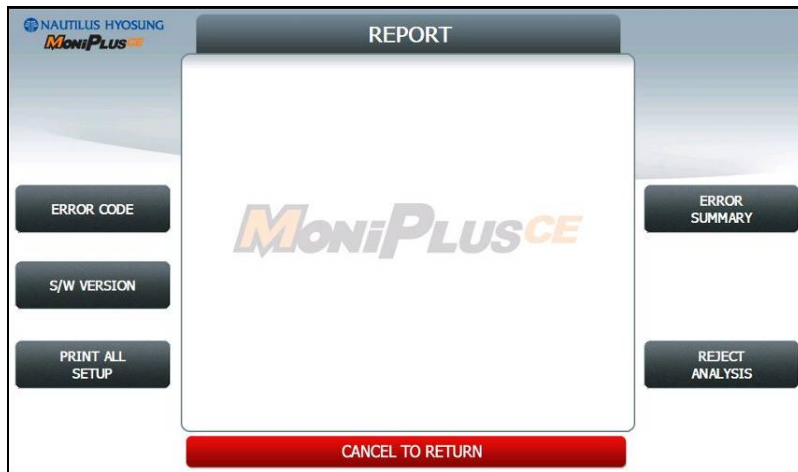 NAUTILUS HYOSUNG
MoniPlusCE
REPORT
ERROR CODE
ERROR
SUMMARY
MoniPlusCE
S/W VERSION
PRINT ALL
SETUP
REJECT
ANALYSIS
CANCEL TO RETURN